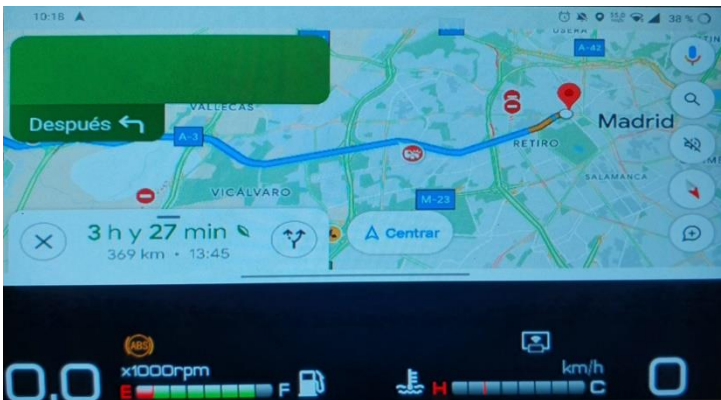 10:18
38 %
USERA
A-42
Después
VALLECAS
A-3
Madrid
RETIRO
SALAMANCA
VICÁLVARO
M-23
3 h y 27 min
369 km · 13:45
Centrar
ABS
x1000rpm
0.0
E F
km/h
H C
0